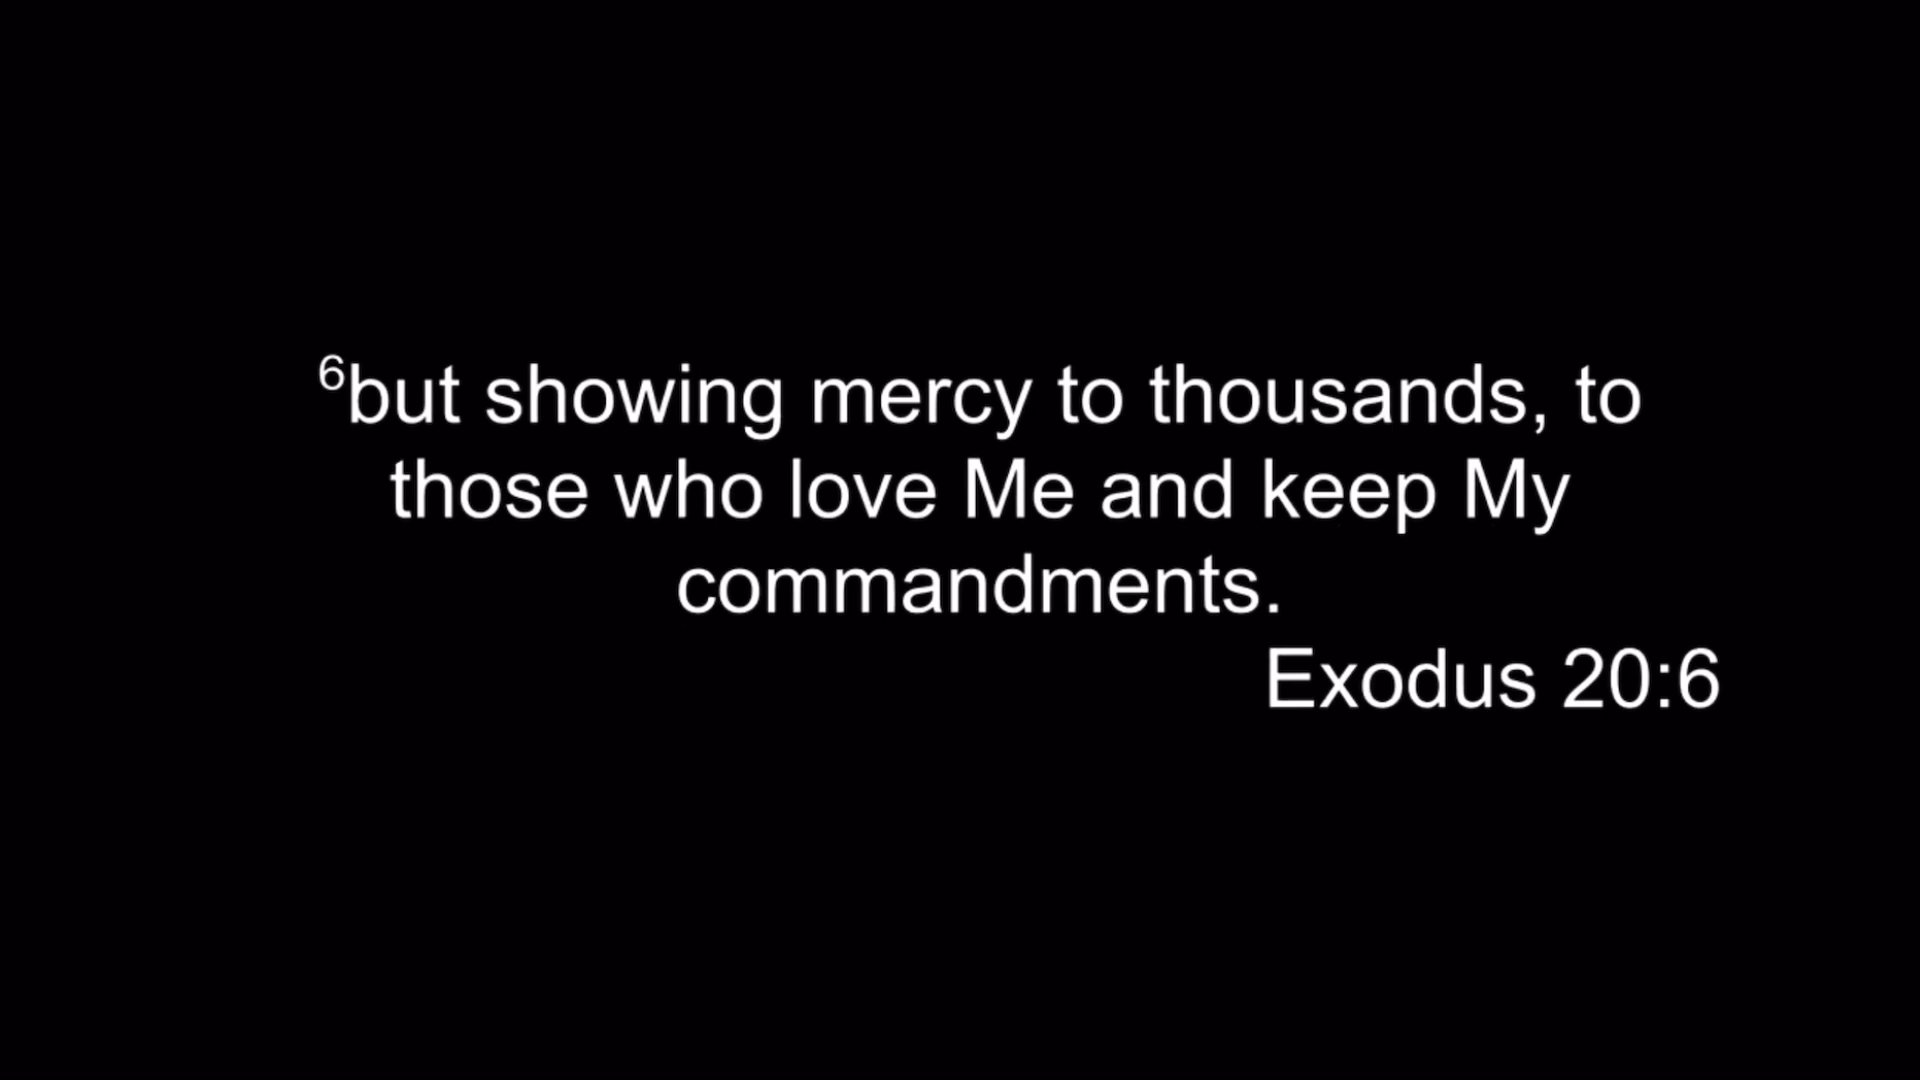 ⁶but showing mercy to thousands, to
those who love Me and keep My
commandments.
Exodus 20:6